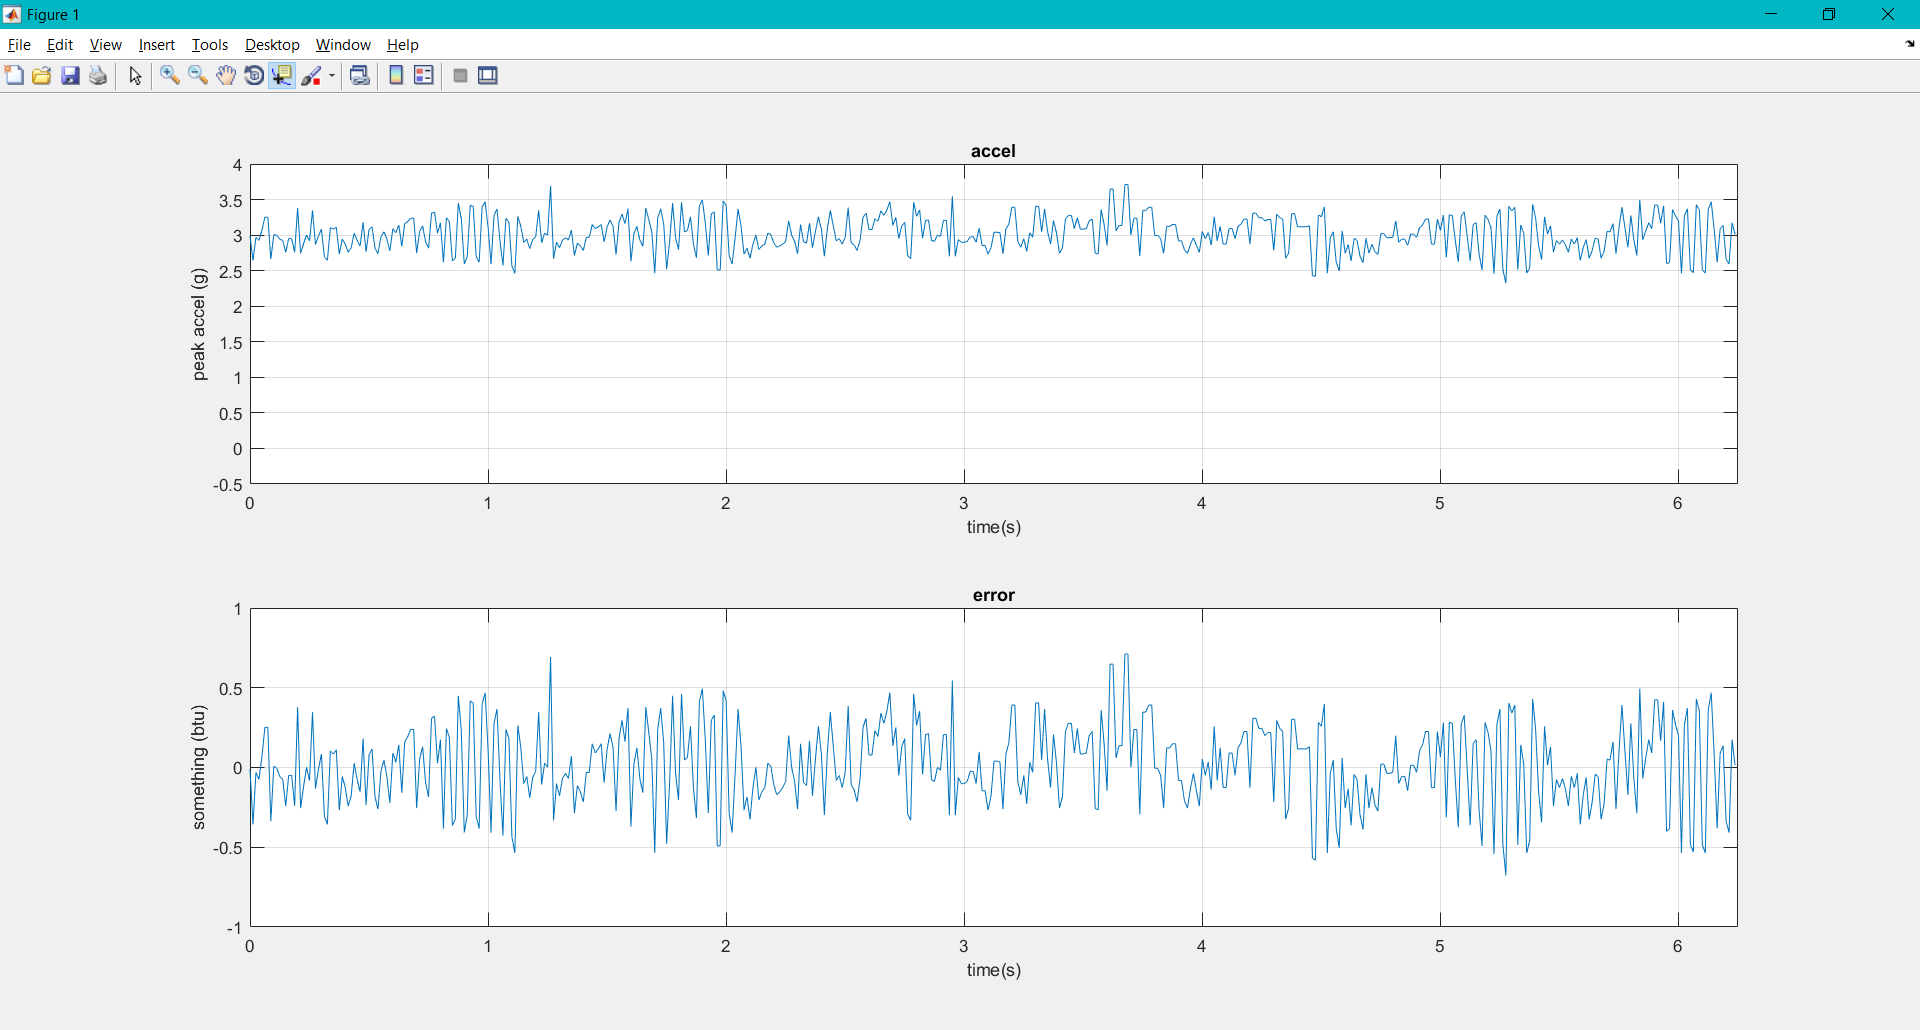 Figure 1
File Edit View Insert Tools Desktop Window Help
accel
4
3.5
3
2.5
2
1.5
1
0.5
0
-0.5
peak accel (g)
0 1 2 3 4 5 6
time(s)
error
1
0.5
0
-0.5
-1
something (btu)
0 1 2 3 4 5 6
time(s)